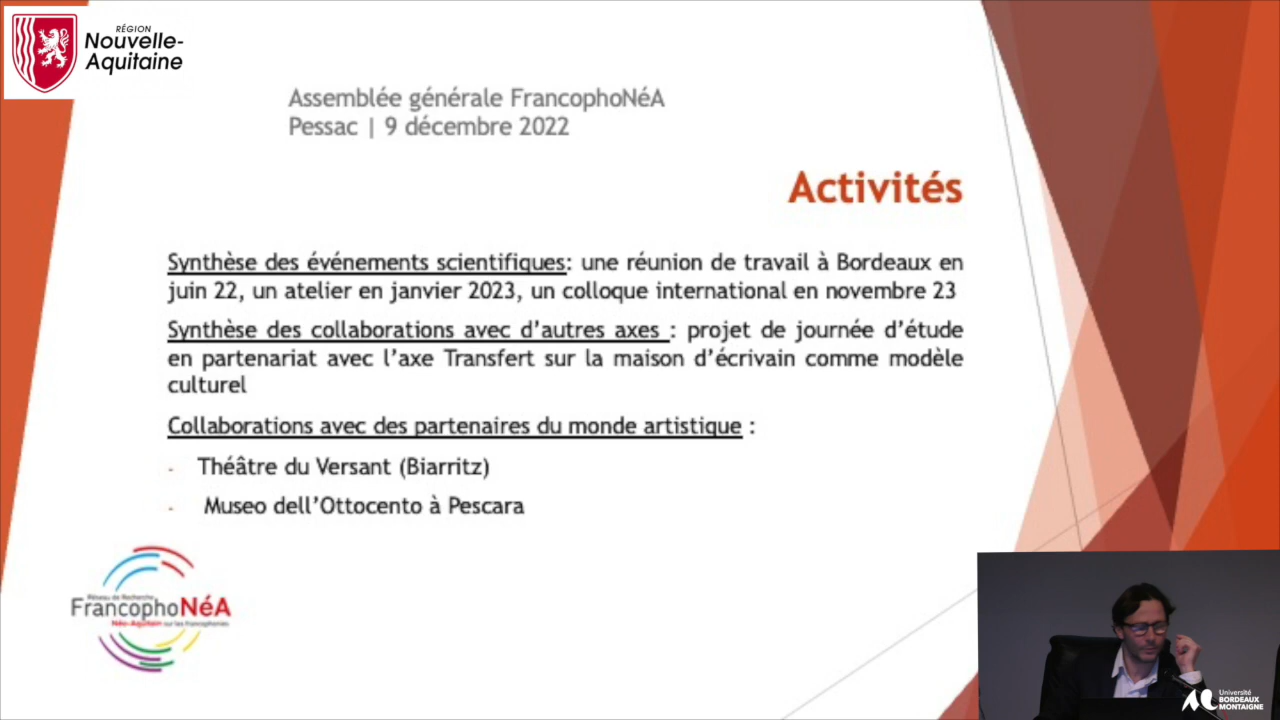 RÉGION
Nouvelle-
Aquitaine
Assemblée générale FrancophoNéA
Pessac | 9 décembre 2022
Activités
Synthèse des événements scientifiques: une réunion de travail à Bordeaux en
juin 22, un atelier en janvier 2023, un colloque international en novembre 23
Synthèse des collaborations avec d'autres axes : projet de journée d'étude
en partenariat avec l'axe Transfert sur la maison d'écrivain comme modèle
culturel
Collaborations avec des partenaires du monde artistique :
- Théâtre du Versant (Biarritz)
- Museo dell'Ottocento à Pescara
Réseau de Recherche
FrancophoNéA
Néo-Aquitain sur les francophonies
Université
BORDEAUX
MONTAIGNE